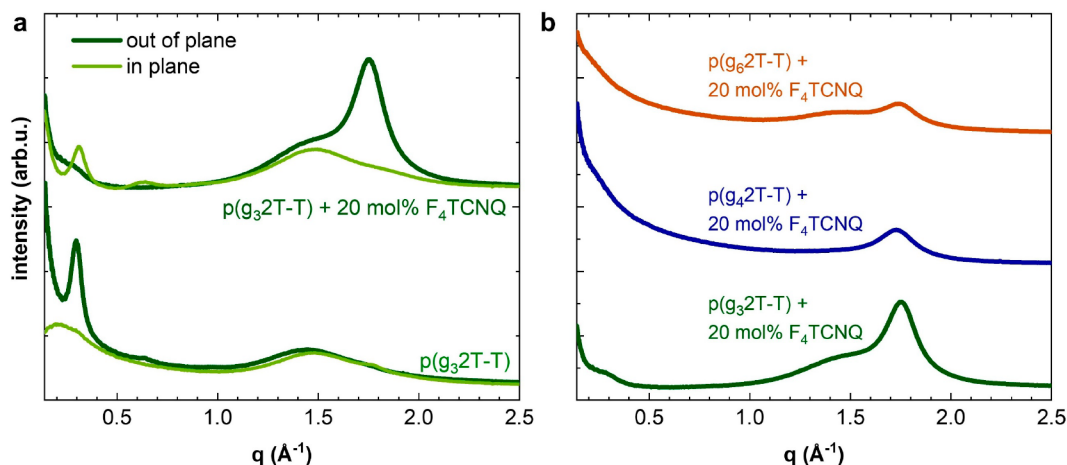 a
out of plane
in plane
p(g₃2T-T) + 20 mol% F₄TCNQ
p(g₃2T-T)
intensity (arb.u.)
0.5 1.0 1.5 2.0 2.5
q (Å⁻¹)
b
p(g₆2T-T) +
20 mol% F₄TCNQ
p(g₄2T-T) +
20 mol% F₄TCNQ
p(g₃2T-T) +
20 mol% F₄TCNQ
0.5 1.0 1.5 2.0 2.5
q (Å⁻¹)